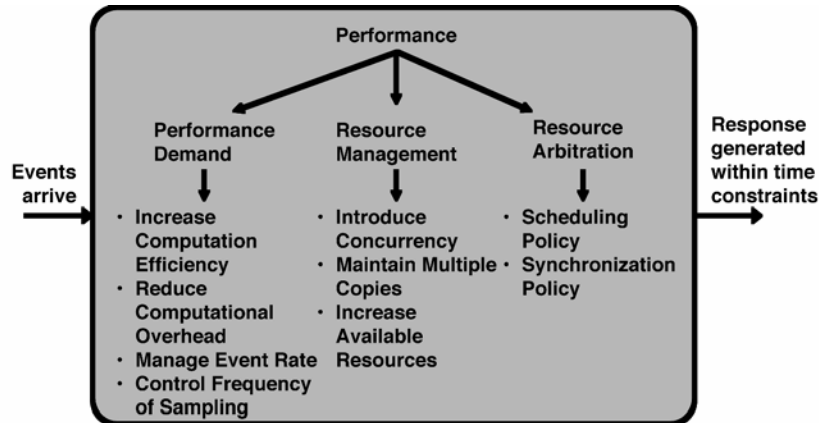 Performance
Performance
Demand
Resource
Management
Resource
Arbitration
Events
arrive
Response
generated
within time
constraints
• Increase
Computation
Efficiency
• Reduce
Computational
Overhead
• Manage Event Rate
• Control Frequency
of Sampling
• Introduce
Concurrency
• Maintain Multiple
Copies
• Increase
Available
Resources
• Scheduling
Policy
• Synchronization
Policy